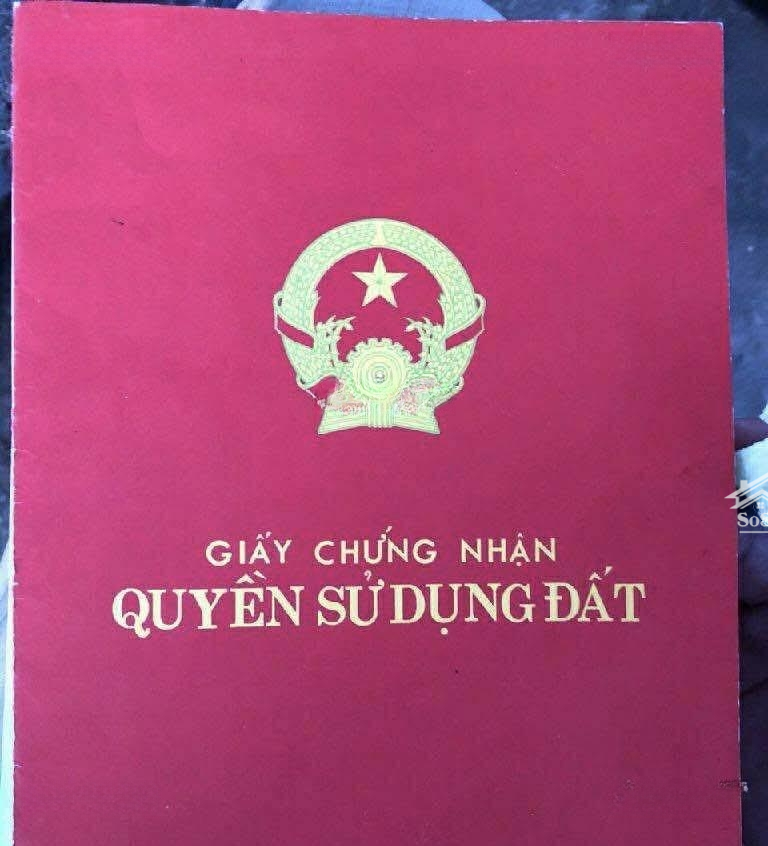 GIẤY CHỨNG NHẬN
QUYỀN SỬ DỤNG ĐẤT